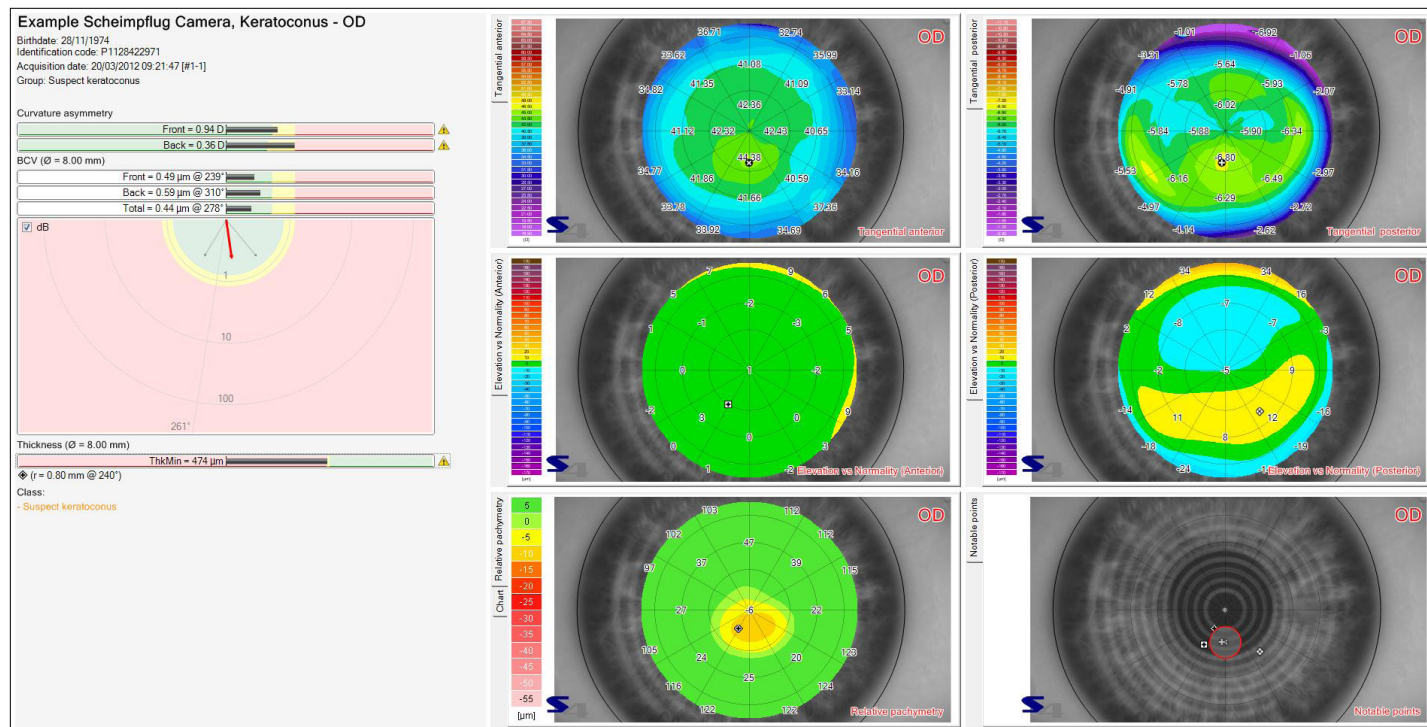 Example Scheimpflug Camera, Keratoconus - OD
Birthdate: 28/11/1974
Identification code: P1128422971
Acquisition date: 20/03/2012 09:21:47 [#1-1]
Group: Suspect keratoconus
Curvature asymmetry
Front = 0.94 D
Back = 0.36 D
BCV (Ø = 8.00 mm)
Front = 0.49 µm @ 239°
Back = 0.59 µm @ 310°
Total = 0.44 µm @ 278°
dB
1
10
100
261°
Thickness (Ø = 8.00 mm)
ThkMin = 474 µm
(r = 0.80 mm @ 240°)
Class:
- Suspect keratoconus
Tangential anterior
OD
36.71 32.74
33.62 41.08 35.99
34.82 41.35 41.09 33.14
42.36
41.12 42.32 42.43 40.65
44.38
34.77 41.86 40.59 34.16
41.66
33.78 37.36
33.92 34.69
S4
Tangential anterior
Tangential posterior
OD
-1.01 -6.92
-3.21 -5.64 -1.06
-4.91 -5.78 -5.93 -2.07
-6.02
-5.84 -5.88 -5.90 -6.34
-6.80
-5.53 -6.16 -6.49 -2.97
-6.29
-4.97 -2.72
-4.14 -2.62
S4
Tangential posterior
Elevation vs Normality (Anterior)
OD
7 9
5 -2 6
1 -1 -3 5
0 1 -2
-2 3 0 9
0
0 3
1 -2
S4
Elevation vs Normality (Anterior)
Elevation vs Normality (Posterior)
OD
34 34
12 -7 16
2 -8 -7 -3
-2 -5 9
-14 11 12 -16
8
-18 -19
-24 -1
S4
Elevation vs Normality (Posterior)
Relative pachymetry
Chart
5
0
-5
-10
-15
-20
-25
-30
-35
-40
-45
-50
-55
[µm]
OD
103 112
102 47 112
97 39 37 115
27 -6 22
105 24 20 123
25
116 124
122 122
S4
Relative pachymetry
Notable points
OD
S4
Notable points